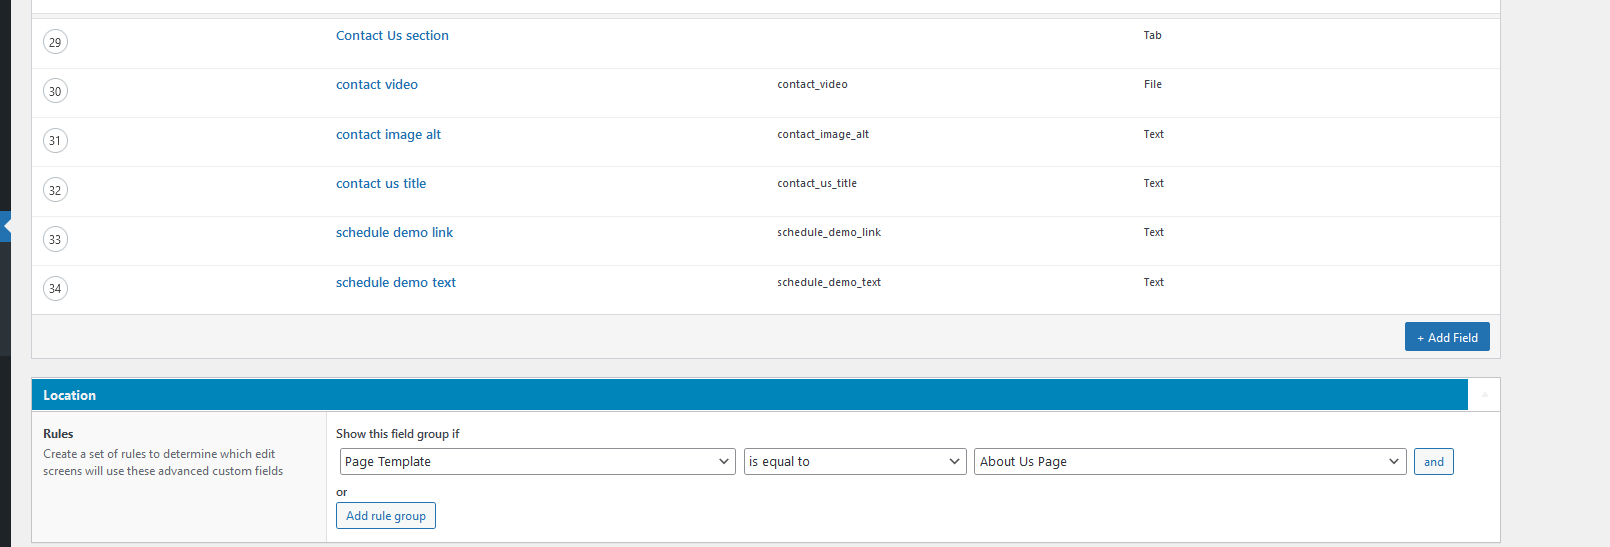 29 Contact Us section Tab
30 contact video contact_video File
31 contact image alt contact_image_alt Text
32 contact us title contact_us_title Text
33 schedule demo link schedule_demo_link Text
34 schedule demo text schedule_demo_text Text
+ Add Field
Location
Rules
Create a set of rules to determine which edit
screens will use these advanced custom fields
Show this field group if
Page Template is equal to About Us Page and
or
Add rule group